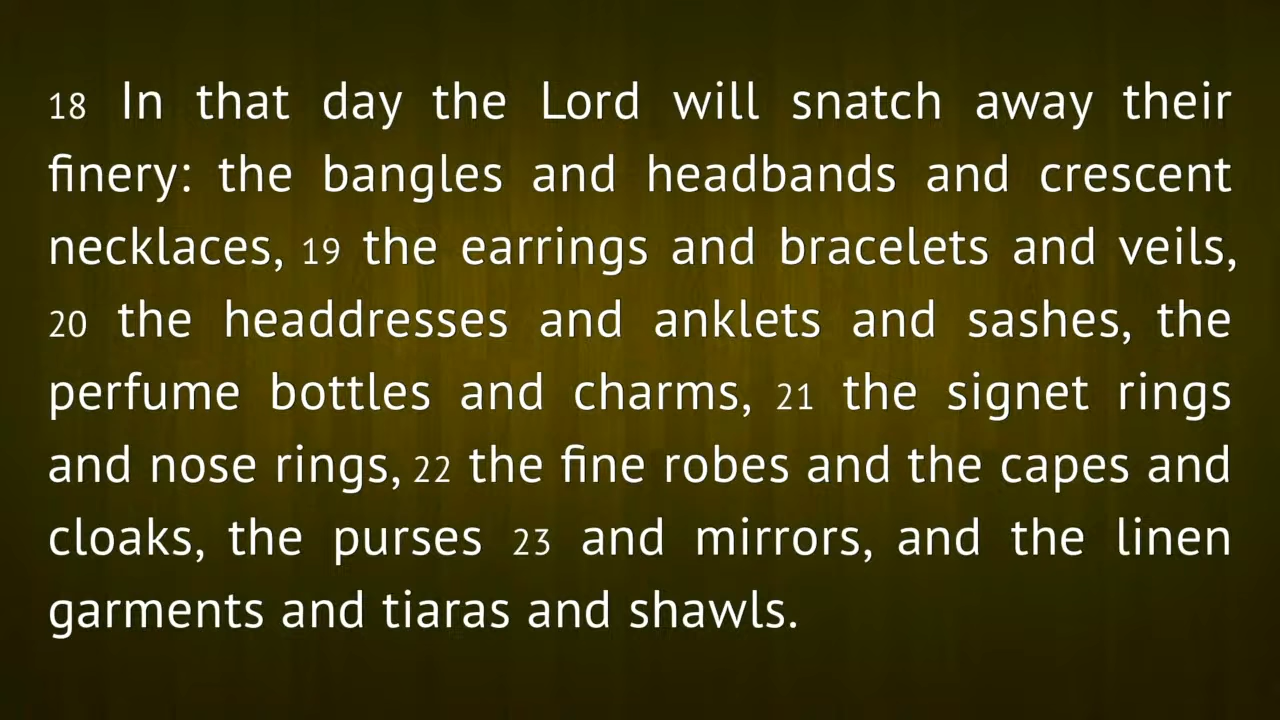 18 In that day the Lord will snatch away their
finery: the bangles and headbands and crescent
necklaces, 19 the earrings and bracelets and veils,
20 the headdresses and anklets and sashes, the
perfume bottles and charms, 21 the signet rings
and nose rings, 22 the fine robes and the capes and
cloaks, the purses 23 and mirrors, and the linen
garments and tiaras and shawls.